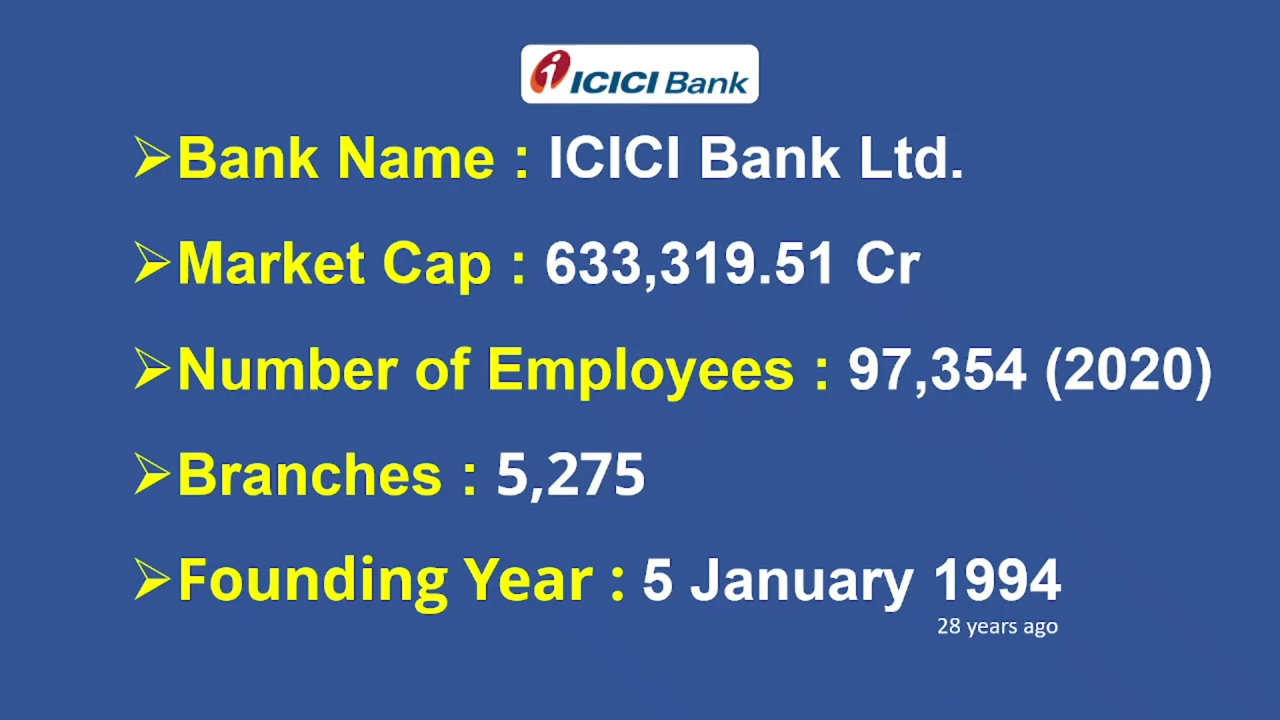 ICICI Bank
➢Bank Name : ICICI Bank Ltd.
➢Market Cap : 633,319.51 Cr
➢Number of Employees : 97,354 (2020)
➢Branches : 5,275
➢Founding Year : 5 January 1994
28 years ago